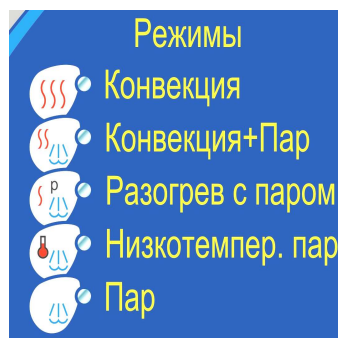 Режимы
Конвекция
Конвекция+Пар
p
Разогрев с паром
Низкотемпер. пар
Пар